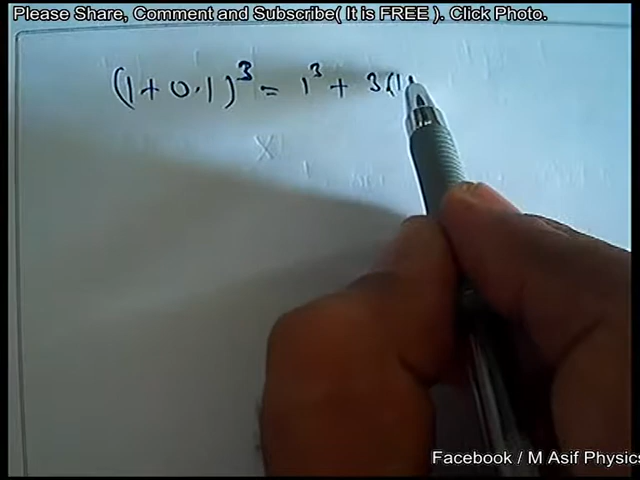 Please Share, Comment and Subscribe( It is FREE ). Click Photo.
(1+0.1)³ = 1³ + 3(1)
Facebook / M Asif Physics